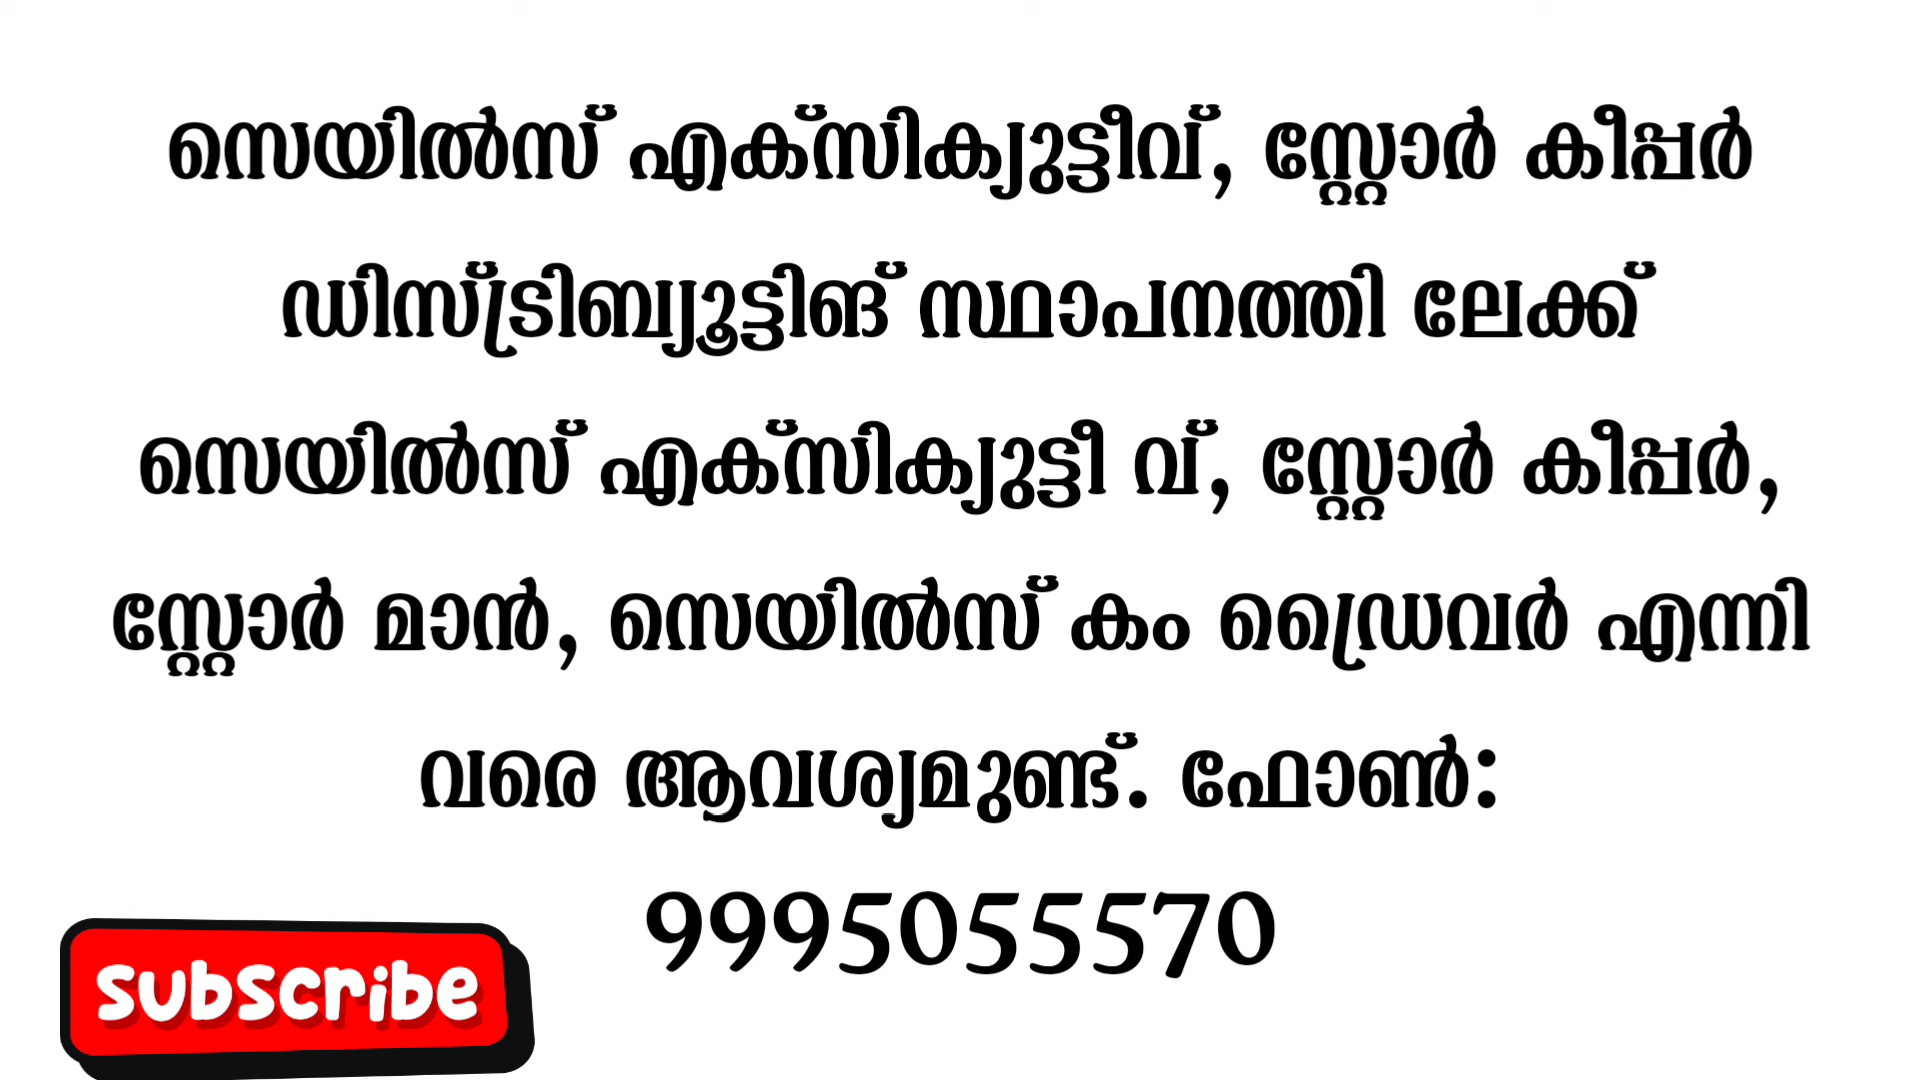 സെയിൽസ് എക്സിക്യുട്ടീവ്, സ്റ്റോർ കീപ്പർ
ഡിസ്ട്രിബ്യൂട്ടിങ് സ്ഥാപനത്തി ലേക്ക്
സെയിൽസ് എക്സിക്യുട്ടീ വ്, സ്റ്റോർ കീപ്പർ,
സ്റ്റോർ മാൻ, സെയിൽസ് കം ഡ്രൈവർ എന്നി
വരെ ആവശ്യമുണ്ട്. ഫോൺ:
9995055570
subscribe